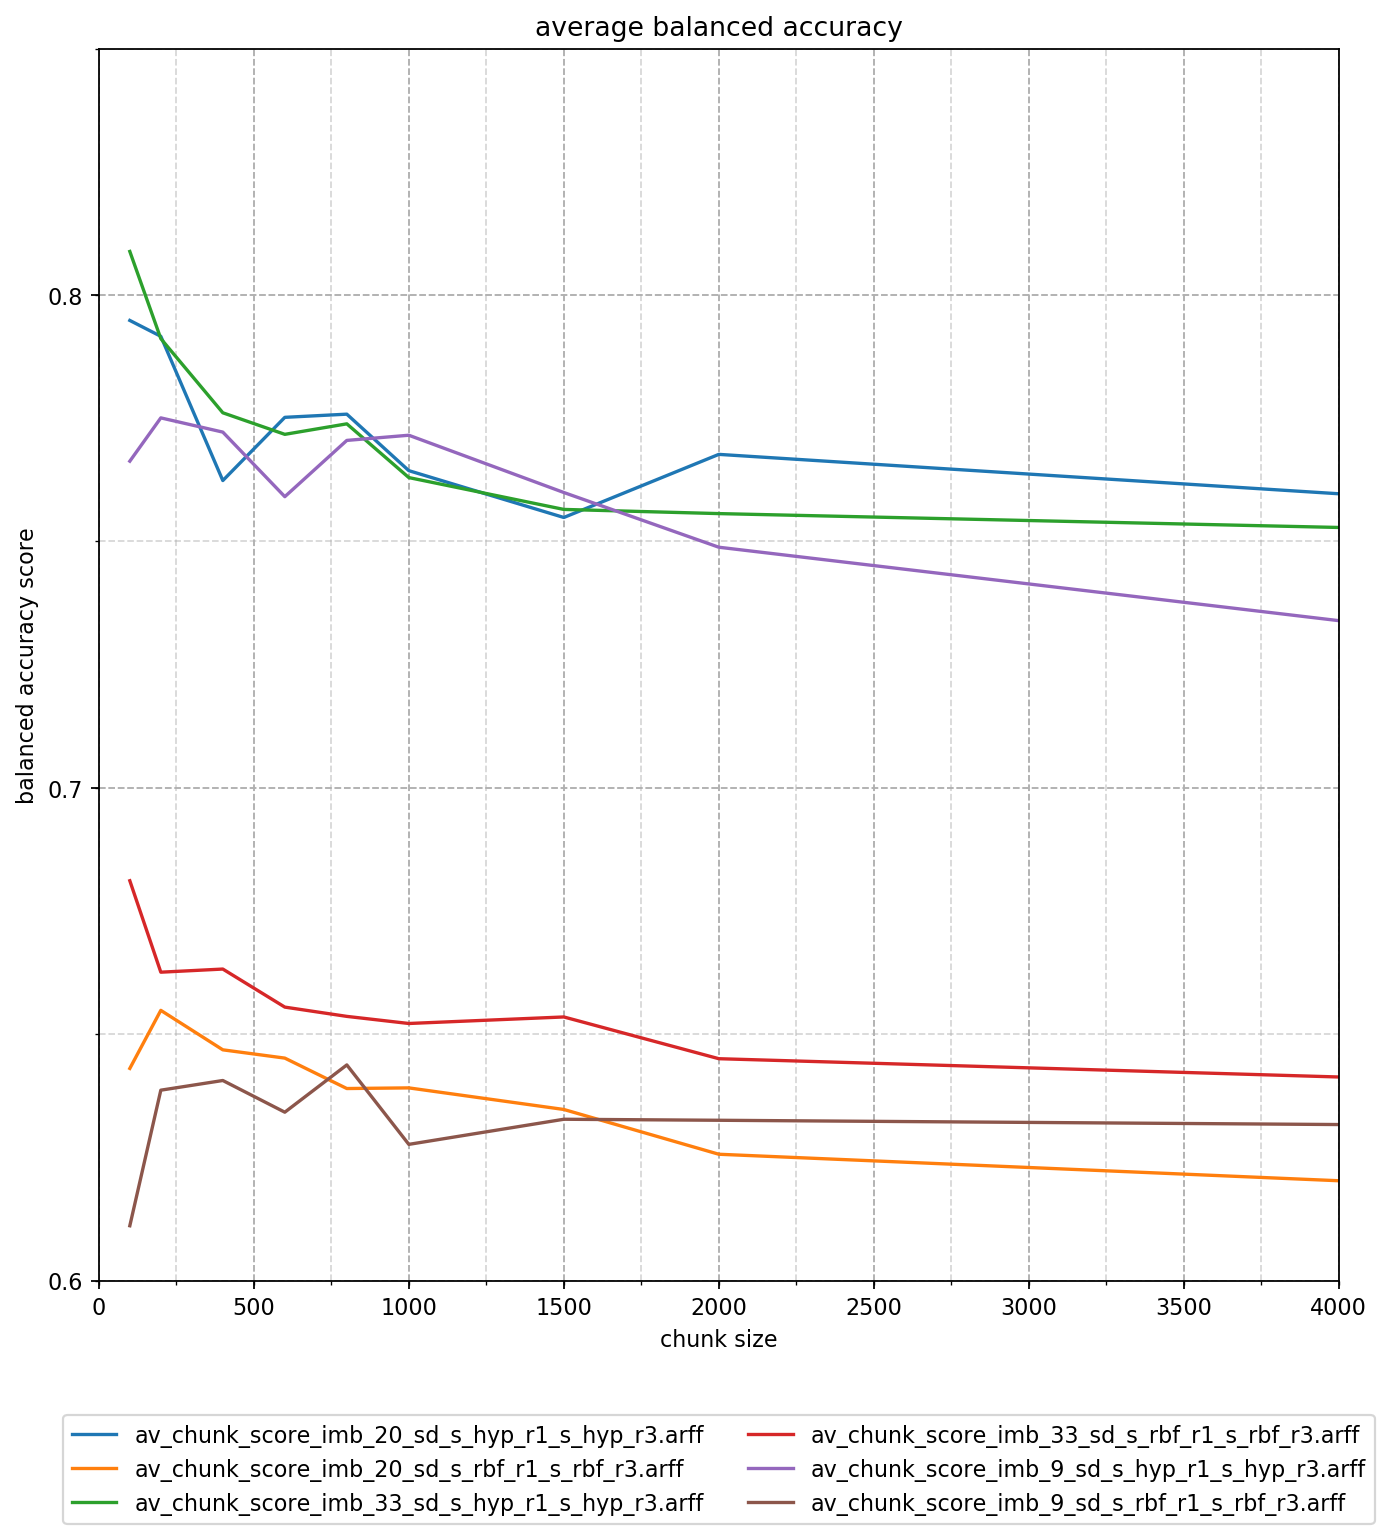 average balanced accuracy
0.8
0.7
0.6
balanced accuracy score
0 500 1000 1500 2000 2500 3000 3500 4000
chunk size
av_chunk_score_imb_20_sd_s_hyp_r1_s_hyp_r3.arff
av_chunk_score_imb_20_sd_s_rbf_r1_s_rbf_r3.arff
av_chunk_score_imb_33_sd_s_hyp_r1_s_hyp_r3.arff
av_chunk_score_imb_33_sd_s_rbf_r1_s_rbf_r3.arff
av_chunk_score_imb_9_sd_s_hyp_r1_s_hyp_r3.arff
av_chunk_score_imb_9_sd_s_rbf_r1_s_rbf_r3.arff